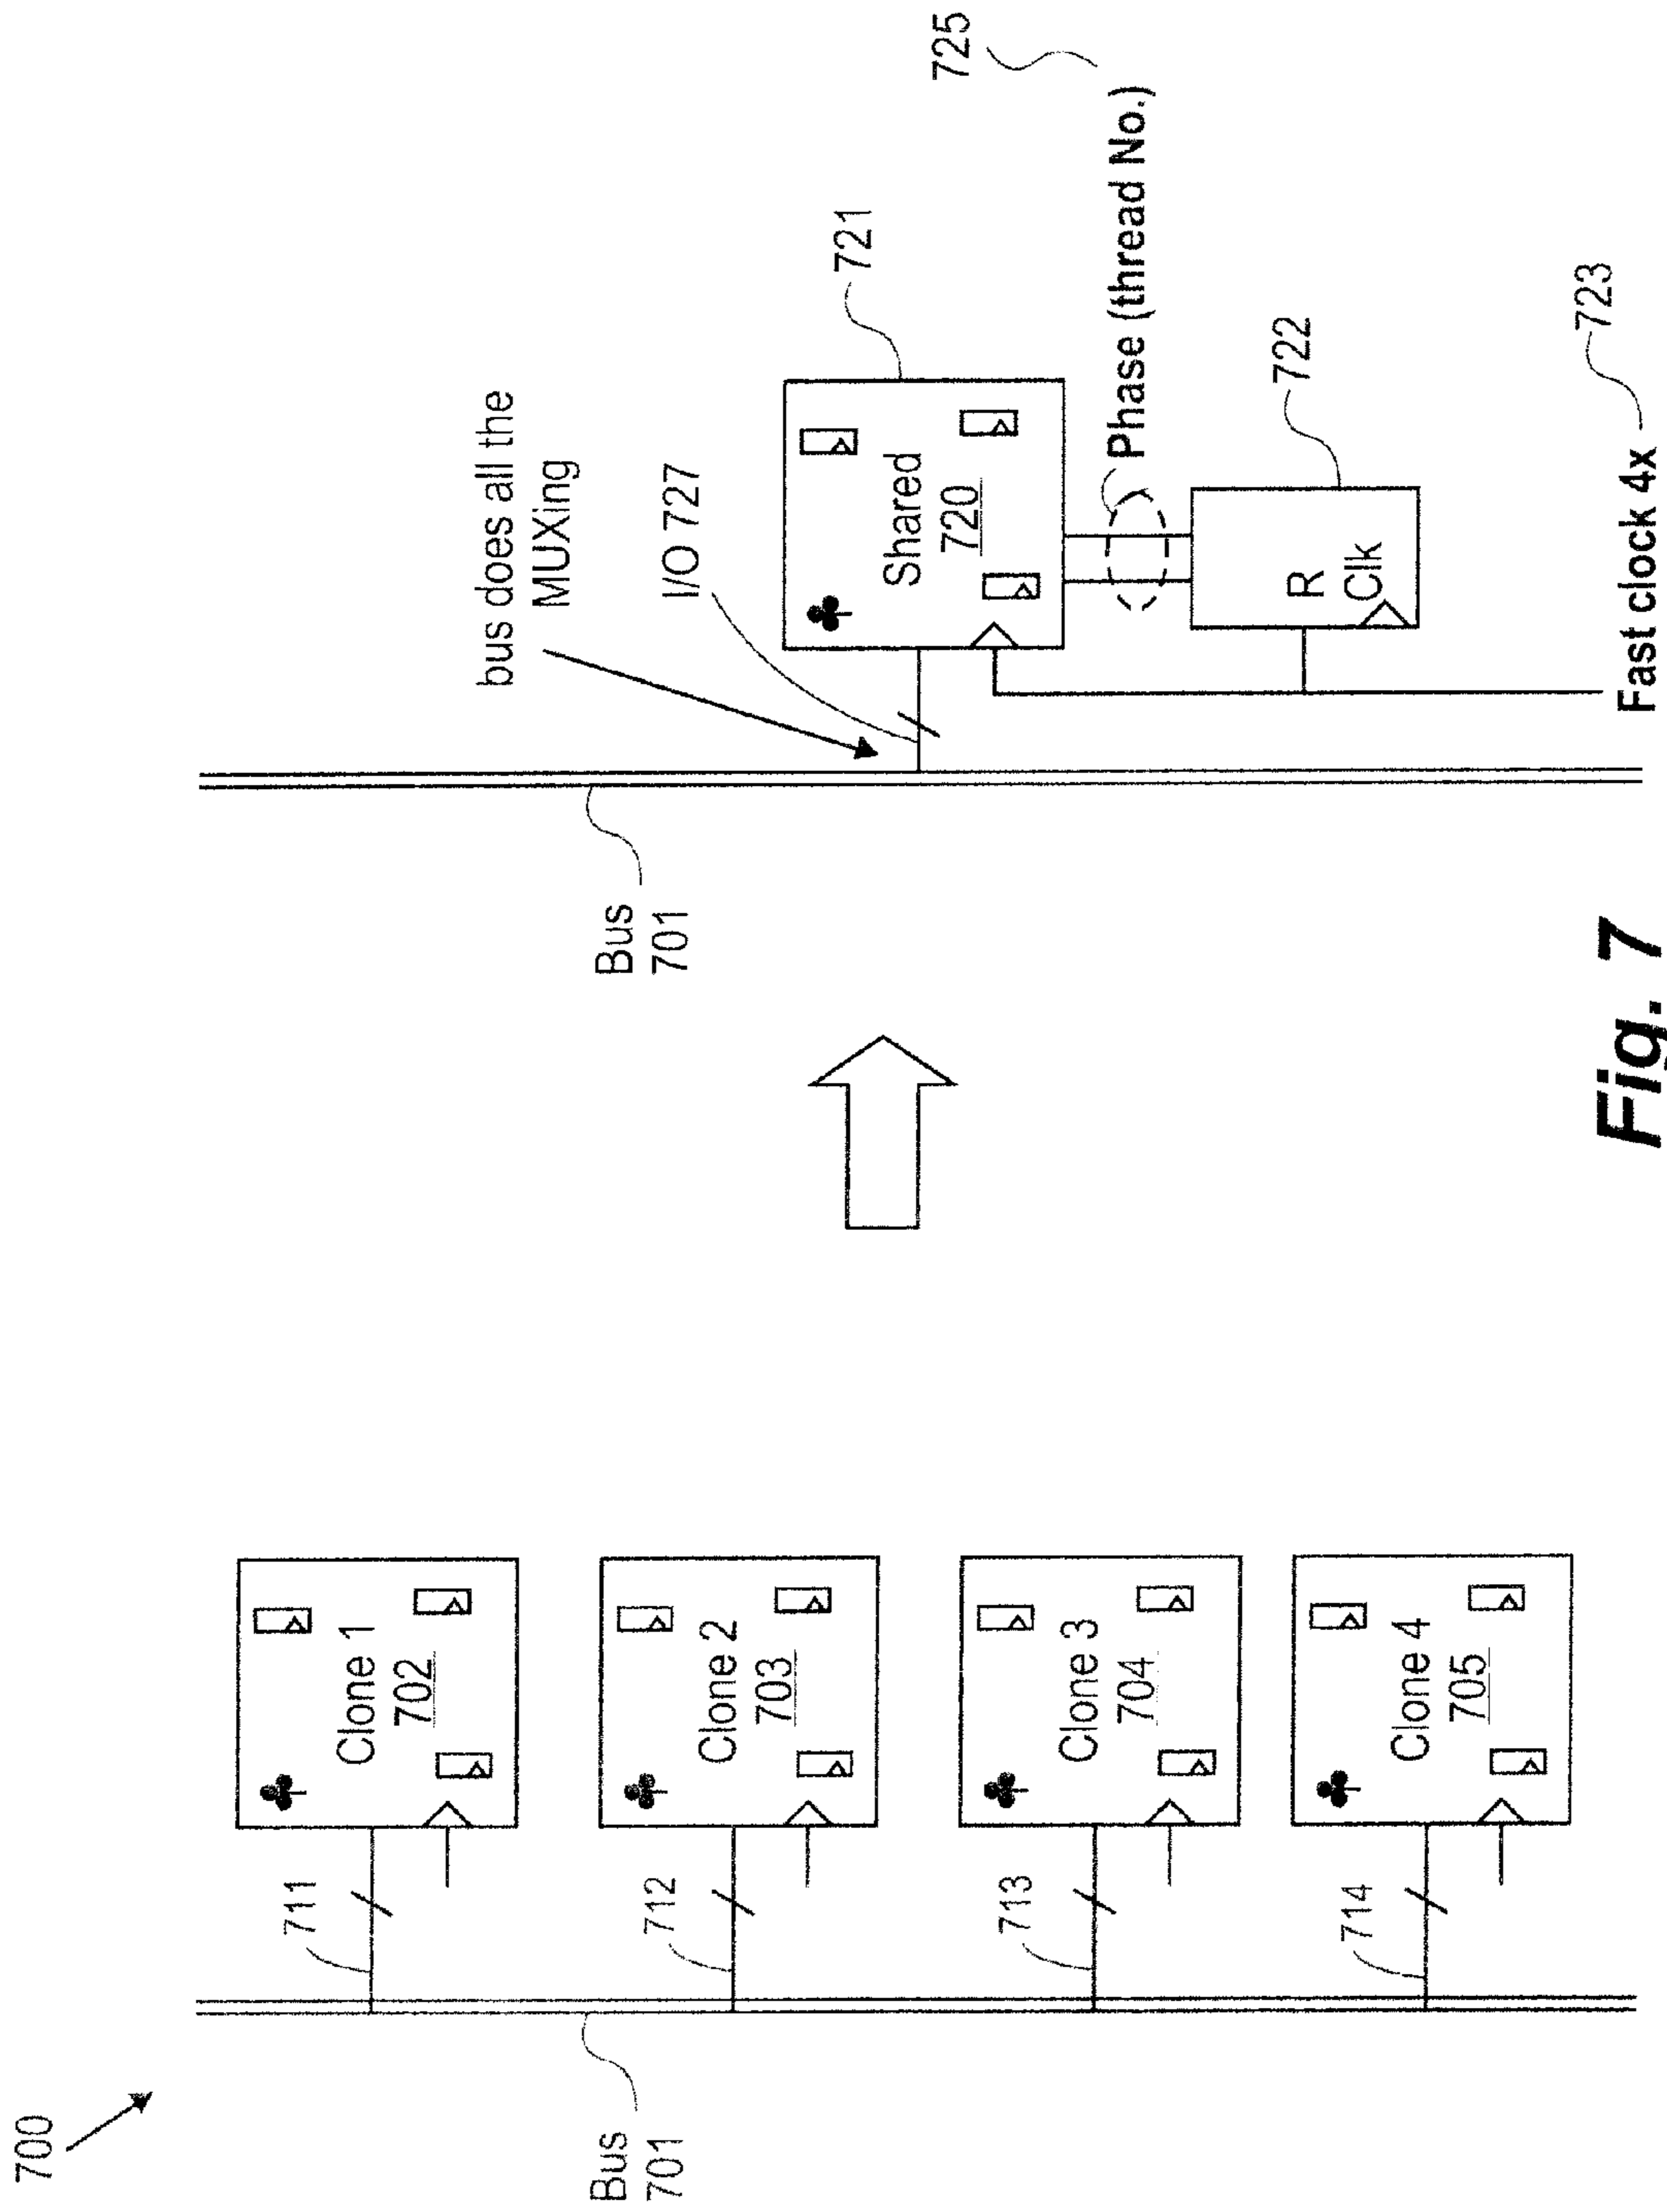 700
Bus
701
711
712
713
714
Clone 1
702
Clone 2
703
Clone 3
704
Clone 4
705
Bus
701
bus does all the
MUXing
I/O 727
Shared
720
721
Phase (thread No.)
725
R
Clk
722
Fast clock 4x
723
Fig. 7